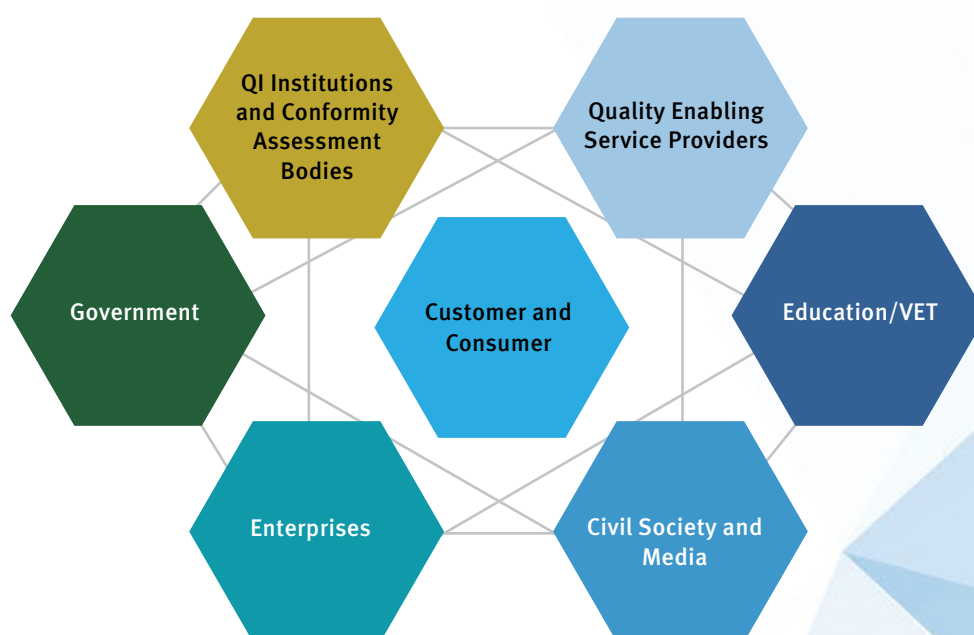 QI Institutions
and Conformity
Assessment
Bodies
Quality Enabling
Service Providers
Government
Customer and
Consumer
Education/VET
Enterprises
Civil Society and
Media